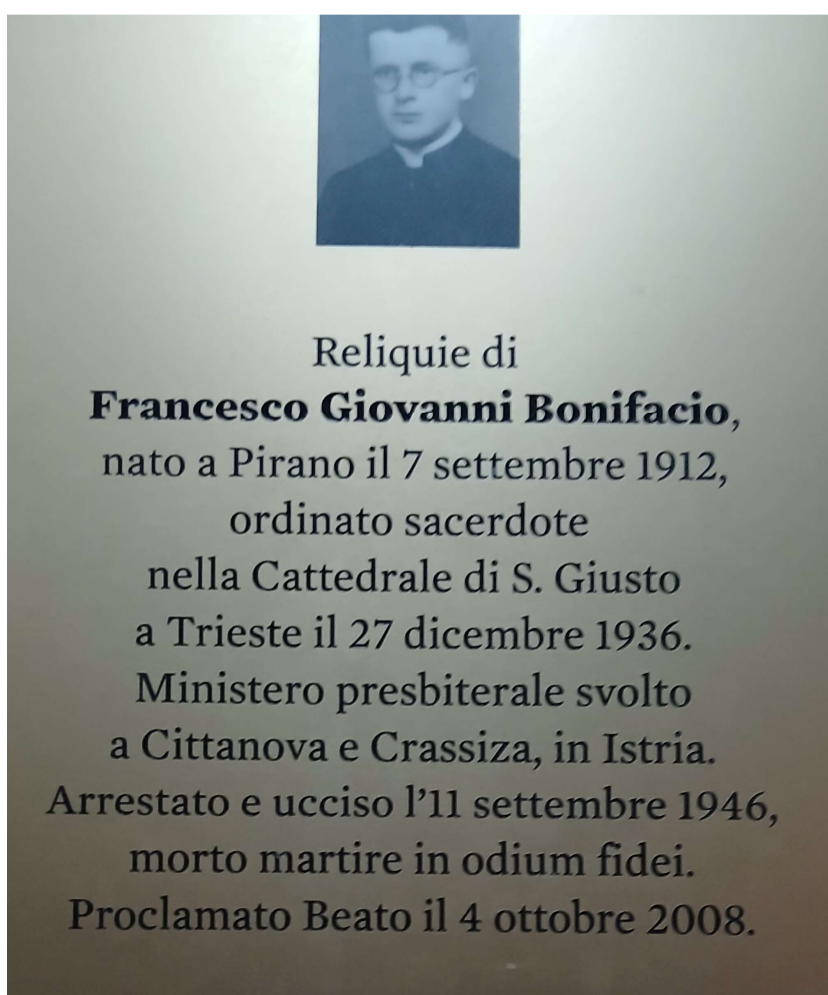 Reliquie di
Francesco Giovanni Bonifacio,
nato a Pirano il 7 settembre 1912,
ordinato sacerdote
nella Cattedrale di S. Giusto
a Trieste il 27 dicembre 1936.
Ministero presbiterale svolto
a Cittanova e Crassiza, in Istria.
Arrestato e ucciso l’11 settembre 1946,
morto martire in odium fidei.
Proclamato Beato il 4 ottobre 2008.